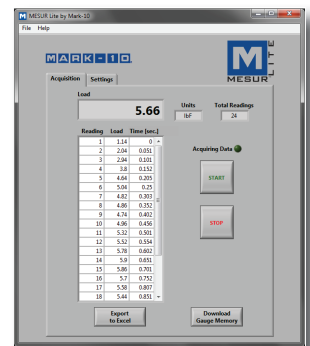 MESUR Lite by Mark-10
File Help
MARK-10
M
MESUR
LITE
Acquisition Settings
Load
5.66
Units
lbF
Total Readings
24
Reading Load Time (sec.)
1 1.14 0
2 2.04 0.051
3 2.94 0.101
4 3.8 0.152
5 4.64 0.205
6 5.04 0.25
7 4.82 0.303
8 4.86 0.352
9 4.74 0.402
10 4.96 0.456
11 5.32 0.501
12 5.52 0.554
13 5.78 0.602
14 5.9 0.651
15 5.86 0.701
16 5.7 0.752
17 5.58 0.807
18 5.44 0.851
Acquiring Data
START
STOP
Export
to Excel
Download
Gauge Memory